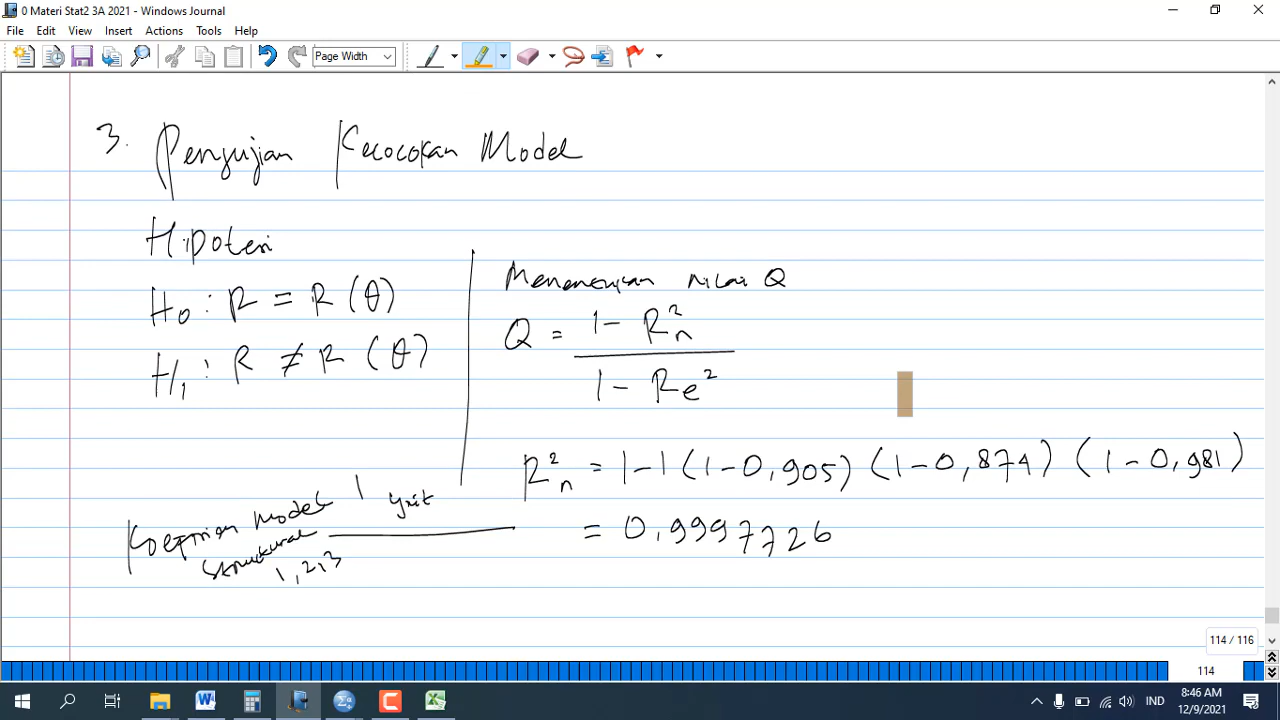 0 Materi Stat2 3A 2021 - Windows Journal
File Edit View Insert Actions Tools Help
Page Width
3. Pengujian Kecocokan Model
Hipotesis
H0 : R = R (θ)
H1 : R ≠ R (θ)
Menentukan nilai Q
Q = 1 - R²n
1 - Re²
R²n = 1-1 (1-0,905) (1-0,874) (1-0,981)
= 0,9997726
Koefisien Model 1 yait
Struktural
1, 2, 3
114 / 116
114
IND
8:46 AM
12/9/2021